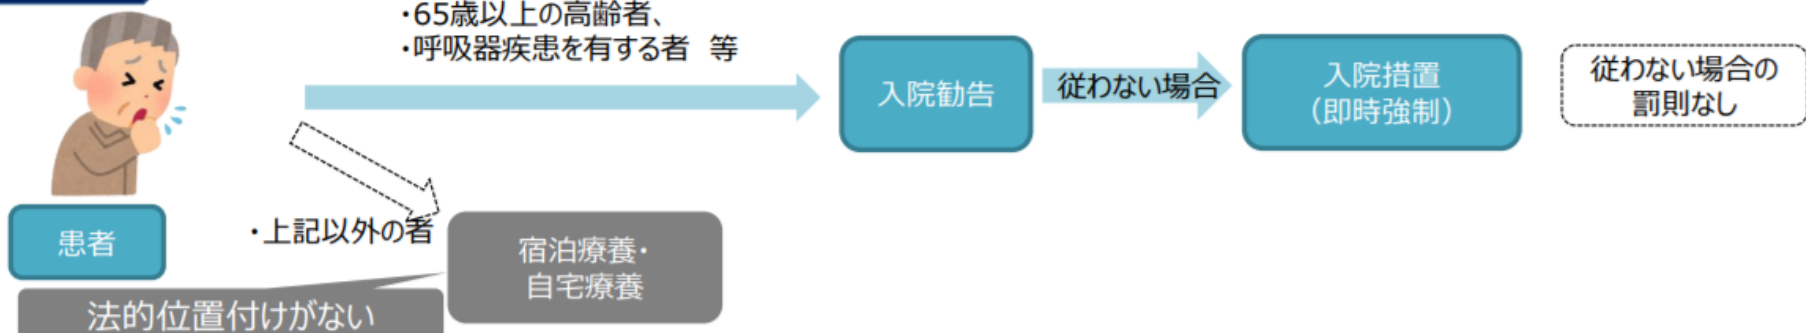 ・65歳以上の高齢者、
・呼吸器疾患を有する者 等
入院勧告
従わない場合
入院措置
（即時強制）
従わない場合の
罰則なし
患者
・上記以外の者
宿泊療養・
自宅療養
法的位置付けがない